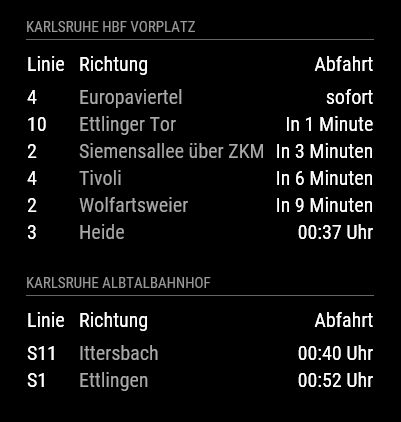 KARLSRUHE HBF VORPLATZ
Linie Richtung Abfahrt
4 Europaviertel sofort
10 Ettlinger Tor In 1 Minute
2 Siemensallee über ZKM In 3 Minuten
4 Tivoli In 6 Minuten
2 Wolfartsweier In 9 Minuten
3 Heide 00:37 Uhr
KARLSRUHE ALBTALBAHNHOF
Linie Richtung Abfahrt
S11 Ittersbach 00:40 Uhr
S1 Ettlingen 00:52 Uhr